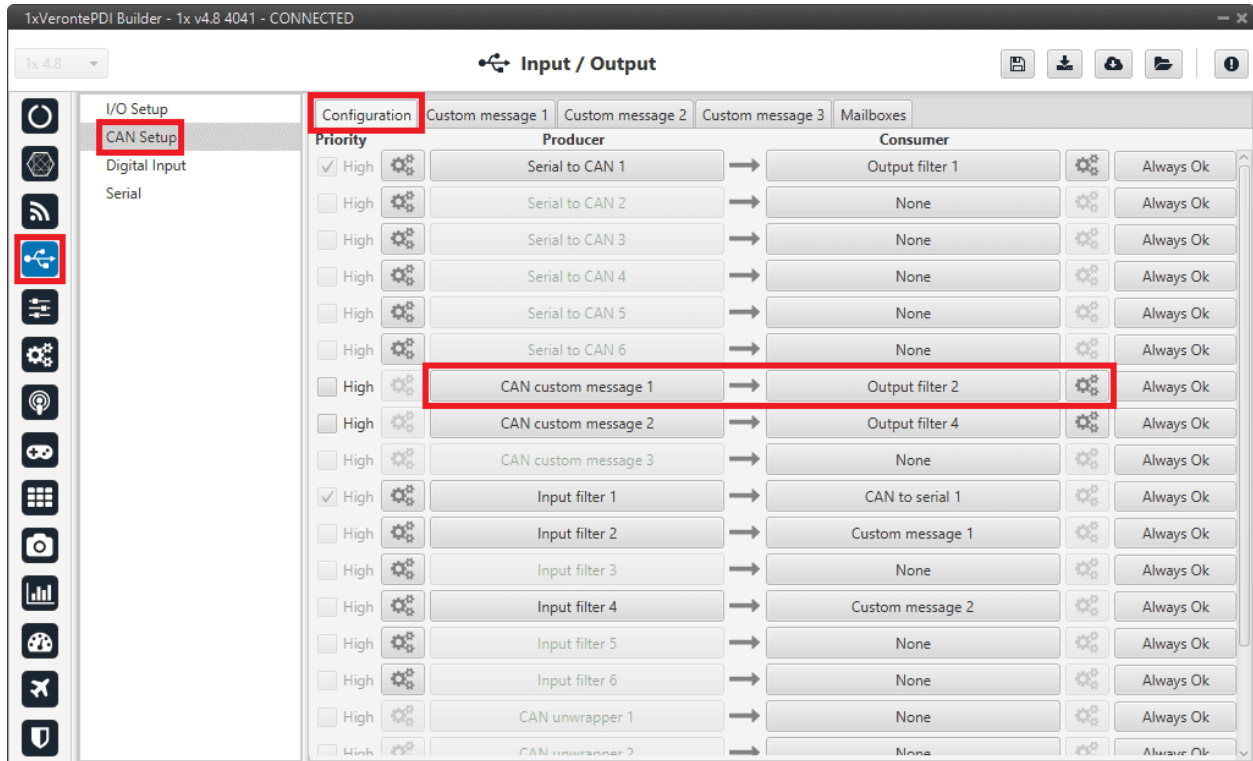 1xVerontePDI Builder - 1x v4.8 4041 - CONNECTED
1x 4.8 Input / Output
I/O Setup
CAN Setup
Digital Input
Serial
Configuration Custom message 1 Custom message 2 Custom message 3 Mailboxes
Priority Producer Consumer
High Serial to CAN 1 Output filter 1 Always Ok
High Serial to CAN 2 None Always Ok
High Serial to CAN 3 None Always Ok
High Serial to CAN 4 None Always Ok
High Serial to CAN 5 None Always Ok
High Serial to CAN 6 None Always Ok
High CAN custom message 1 Output filter 2 Always Ok
High CAN custom message 2 Output filter 4 Always Ok
High CAN custom message 3 None Always Ok
High Input filter 1 CAN to serial 1 Always Ok
High Input filter 2 Custom message 1 Always Ok
High Input filter 3 None Always Ok
High Input filter 4 Custom message 2 Always Ok
High Input filter 5 None Always Ok
High Input filter 6 None Always Ok
High CAN unwrapper 1 None Always Ok
High CAN unwrapper 2 None Always Ok